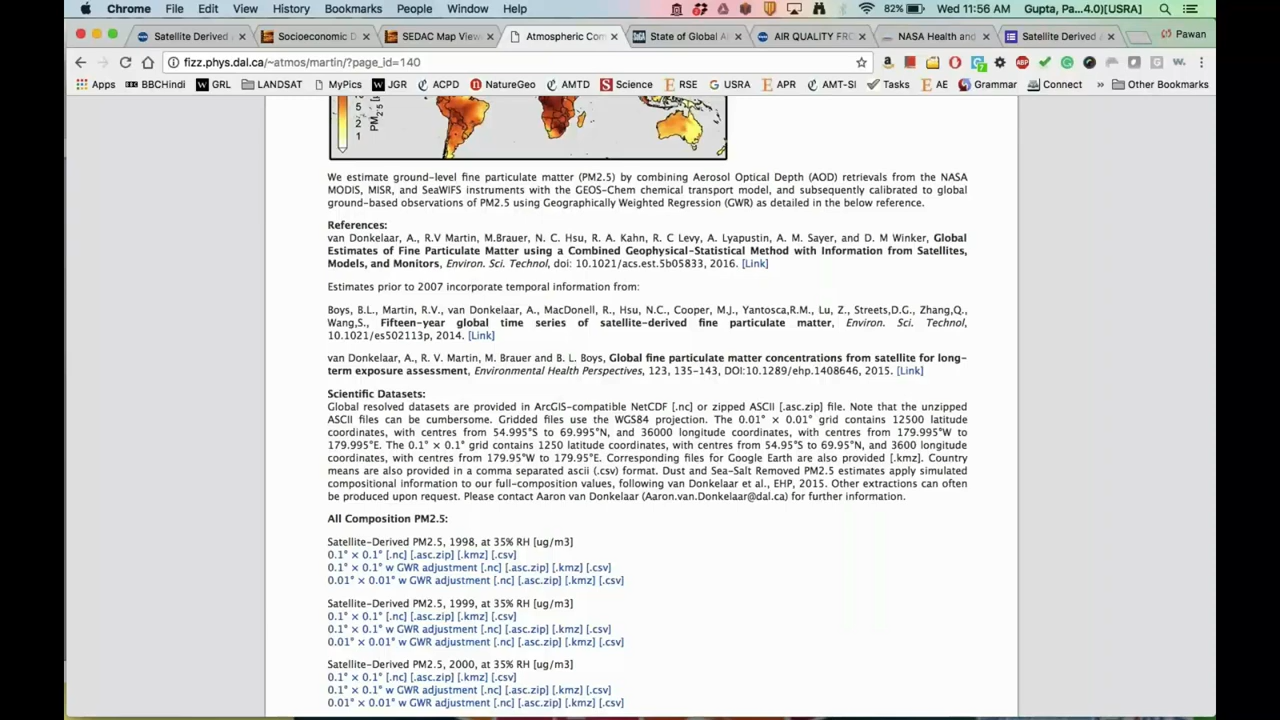 Chrome File Edit View History Bookmarks People Window Help 82% Wed 11:56 AM Gupta, Pa...4.0)[USRA]
Satellite Derived Socioeconomic D SEDAC Map View Atmospheric Com State of Global A AIR QUALITY FRO NASA Health and Satellite Derived Pawan
fizz.phys.dal.ca/~atmos/martin/?page_id=140
Apps BBCHindi GRL LANDSAT MyPics JGR ACPD NatureGeo AMTD Science RSE USRA APR AMT-SI Tasks AE Grammar Connect » Other Bookmarks
5
2
1
PM2.5
We estimate ground-level fine particulate matter (PM2.5) by combining Aerosol Optical Depth (AOD) retrievals from the NASA
MODIS, MISR, and SeaWIFS instruments with the GEOS-Chem chemical transport model, and subsequently calibrated to global
ground-based observations of PM2.5 using Geographically Weighted Regression (GWR) as detailed in the below reference.
References:
van Donkelaar, A., R.V Martin, M.Brauer, N. C. Hsu, R. A. Kahn, R. C Levy, A. Lyapustin, A. M. Sayer, and D. M Winker, Global
Estimates of Fine Particulate Matter using a Combined Geophysical-Statistical Method with Information from Satellites,
Models, and Monitors, Environ. Sci. Technol, doi: 10.1021/acs.est.5b05833, 2016. [Link]
Estimates prior to 2007 incorporate temporal information from:
Boys, B.L., Martin, R.V., van Donkelaar, A., MacDonell, R., Hsu, N.C., Cooper, M.J., Yantosca,R.M., Lu, Z., Streets,D.G., Zhang,Q.,
Wang,S., Fifteen-year global time series of satellite-derived fine particulate matter, Environ. Sci. Technol,
10.1021/es502113p, 2014. [Link]
van Donkelaar, A., R. V. Martin, M. Brauer and B. L. Boys, Global fine particulate matter concentrations from satellite for long-
term exposure assessment, Environmental Health Perspectives, 123, 135-143, DOI:10.1289/ehp.1408646, 2015. [Link]
Scientific Datasets:
Global resolved datasets are provided in ArcGIS-compatible NetCDF [.nc] or zipped ASCII [.asc.zip] file. Note that the unzipped
ASCII files can be cumbersome. Gridded files use the WGS84 projection. The 0.01° × 0.01° grid contains 12500 latitude
coordinates, with centres from 54.995°S to 69.995°N, and 36000 longitude coordinates, with centres from 179.995°W to
179.995°E. The 0.1° × 0.1° grid contains 1250 latitude coordinates, with centres from 54.95°S to 69.95°N, and 3600 longitude
coordinates, with centres from 179.95°W to 179.95°E. Corresponding files for Google Earth are also provided [.kmz]. Country
means are also provided in a comma separated ascii (.csv) format. Dust and Sea-Salt Removed PM2.5 estimates apply simulated
compositional information to our full-composition values, following van Donkelaar et al., EHP, 2015. Other extractions can often
be produced upon request. Please contact Aaron van Donkelaar (Aaron.van.Donkelaar@dal.ca) for further information.
All Composition PM2.5:
Satellite-Derived PM2.5, 1998, at 35% RH [ug/m3]
0.1° × 0.1° [.nc] [.asc.zip] [.kmz] [.csv]
0.1° × 0.1° w GWR adjustment [.nc] [.asc.zip] [.kmz] [.csv]
0.01° × 0.01° w GWR adjustment [.nc] [.asc.zip] [.kmz] [.csv]
Satellite-Derived PM2.5, 1999, at 35% RH [ug/m3]
0.1° × 0.1° [.nc] [.asc.zip] [.kmz] [.csv]
0.1° × 0.1° w GWR adjustment [.nc] [.asc.zip] [.kmz] [.csv]
0.01° × 0.01° w GWR adjustment [.nc] [.asc.zip] [.kmz] [.csv]
Satellite-Derived PM2.5, 2000, at 35% RH [ug/m3]
0.1° × 0.1° [.nc] [.asc.zip] [.kmz] [.csv]
0.1° × 0.1° w GWR adjustment [.nc] [.asc.zip] [.kmz] [.csv]
0.01° × 0.01° w GWR adjustment [.nc] [.asc.zip] [.kmz] [.csv]